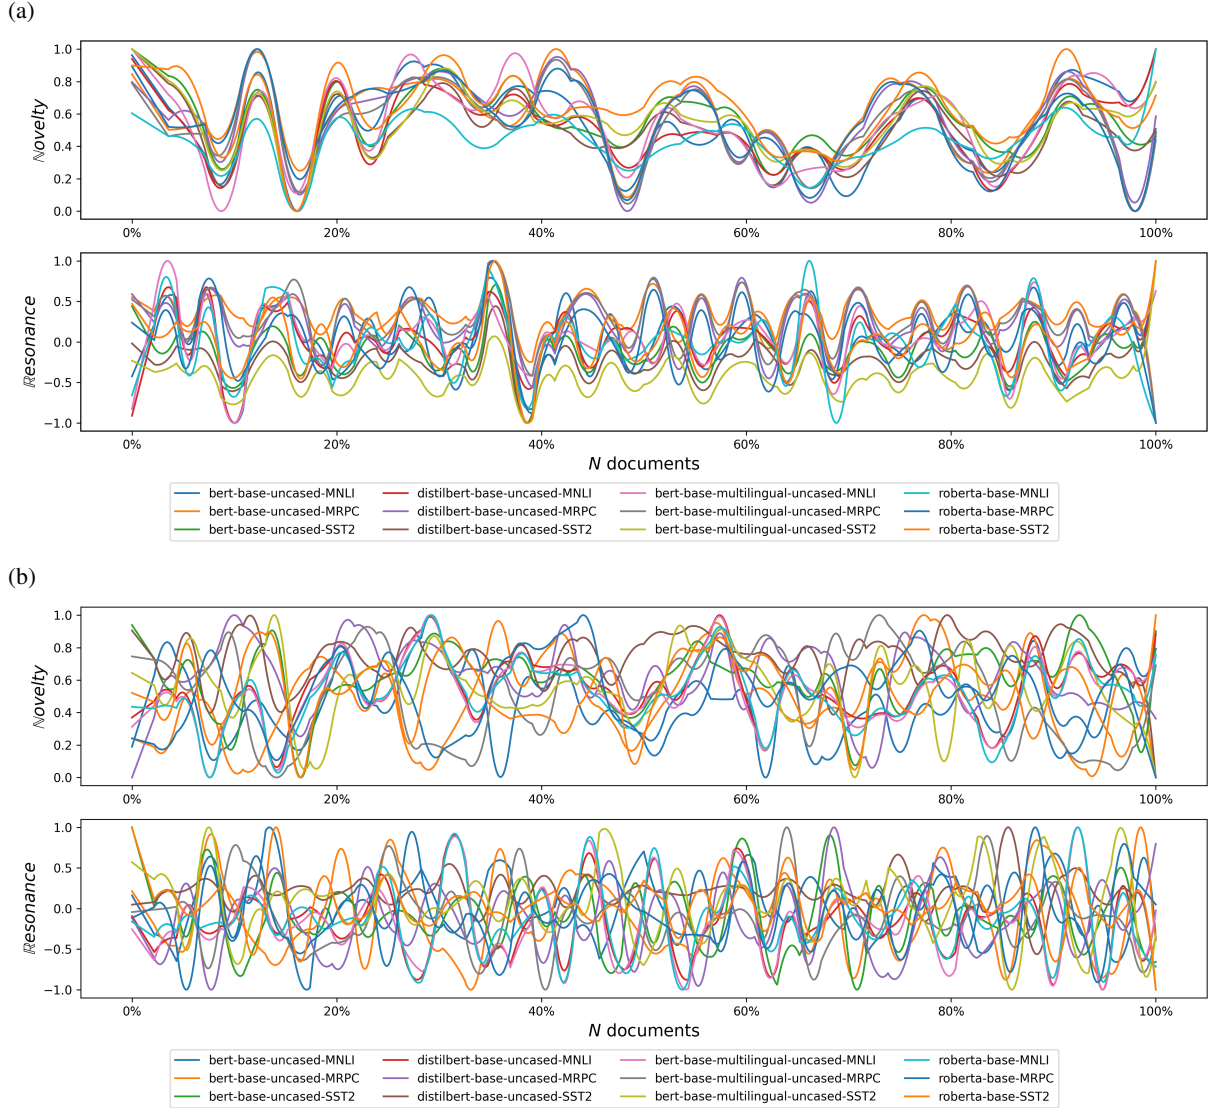 (a)
1.0
0.8
0.6
0.4
0.2
0.0
ℕovelty
0% 20% 40% 60% 80% 100%
1.0
0.5
0.0
−0.5
−1.0
ℝesonance
0% 20% 40% 60% 80% 100%
N documents
bert-base-uncased-MNLI distilbert-base-uncased-MNLI bert-base-multilingual-uncased-MNLI roberta-base-MNLI
bert-base-uncased-MRPC distilbert-base-uncased-MRPC bert-base-multilingual-uncased-MRPC roberta-base-MRPC
bert-base-uncased-SST2 distilbert-base-uncased-SST2 bert-base-multilingual-uncased-SST2 roberta-base-SST2
(b)
1.0
0.8
0.6
0.4
0.2
0.0
ℕovelty
0% 20% 40% 60% 80% 100%
1.0
0.5
0.0
−0.5
−1.0
ℝesonance
0% 20% 40% 60% 80% 100%
N documents
bert-base-uncased-MNLI distilbert-base-uncased-MNLI bert-base-multilingual-uncased-MNLI roberta-base-MNLI
bert-base-uncased-MRPC distilbert-base-uncased-MRPC bert-base-multilingual-uncased-MRPC roberta-base-MRPC
bert-base-uncased-SST2 distilbert-base-uncased-SST2 bert-base-multilingual-uncased-SST2 roberta-base-SST2